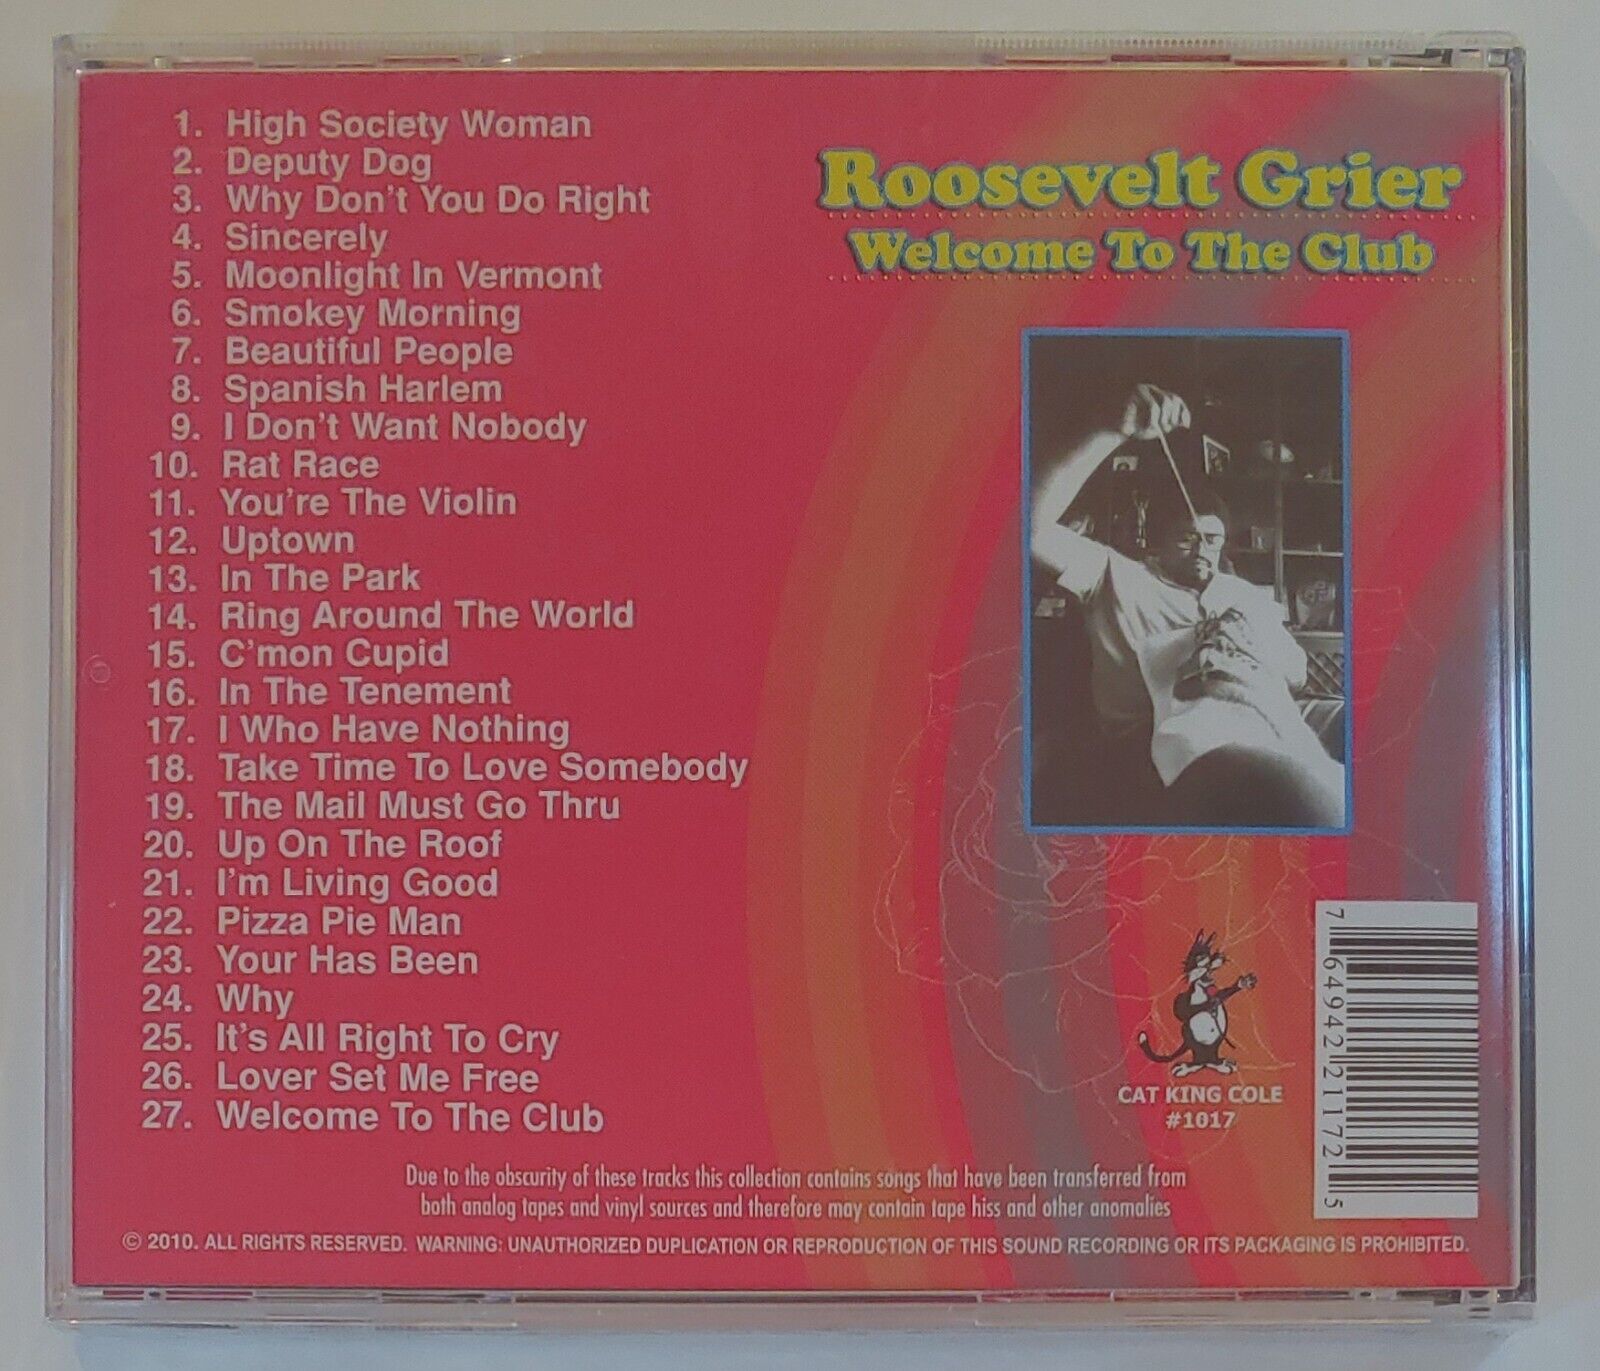 1. High Society Woman
2. Deputy Dog
3. Why Don't You Do Right
4. Sincerely
5. Moonlight In Vermont
6. Smokey Morning
7. Beautiful People
8. Spanish Harlem
9. I Don't Want Nobody
10. Rat Race
11. You're The Violin
12. Uptown
13. In The Park
14. Ring Around The World
15. C'mon Cupid
16. In The Tenement
17. I Who Have Nothing
18. Take Time To Love Somebody
19. The Mail Must Go Thru
20. Up On The Roof
21. I'm Living Good
22. Pizza Pie Man
23. Your Has Been
24. Why
25. It's All Right To Cry
26. Lover Set Me Free
27. Welcome To The Club
Roosevelt Grier
Welcome To The Club
CAT KING COLE
#1017
7 64942 21172 5
Due to the obscurity of these tracks this collection contains songs that have been transferred from
both analog tapes and vinyl sources and therefore may contain tape hiss and other anomalies
© 2010. ALL RIGHTS RESERVED. WARNING: UNAUTHORIZED DUPLICATION OR REPRODUCTION OF THIS SOUND RECORDING OR ITS PACKAGING IS PROHIBITED.